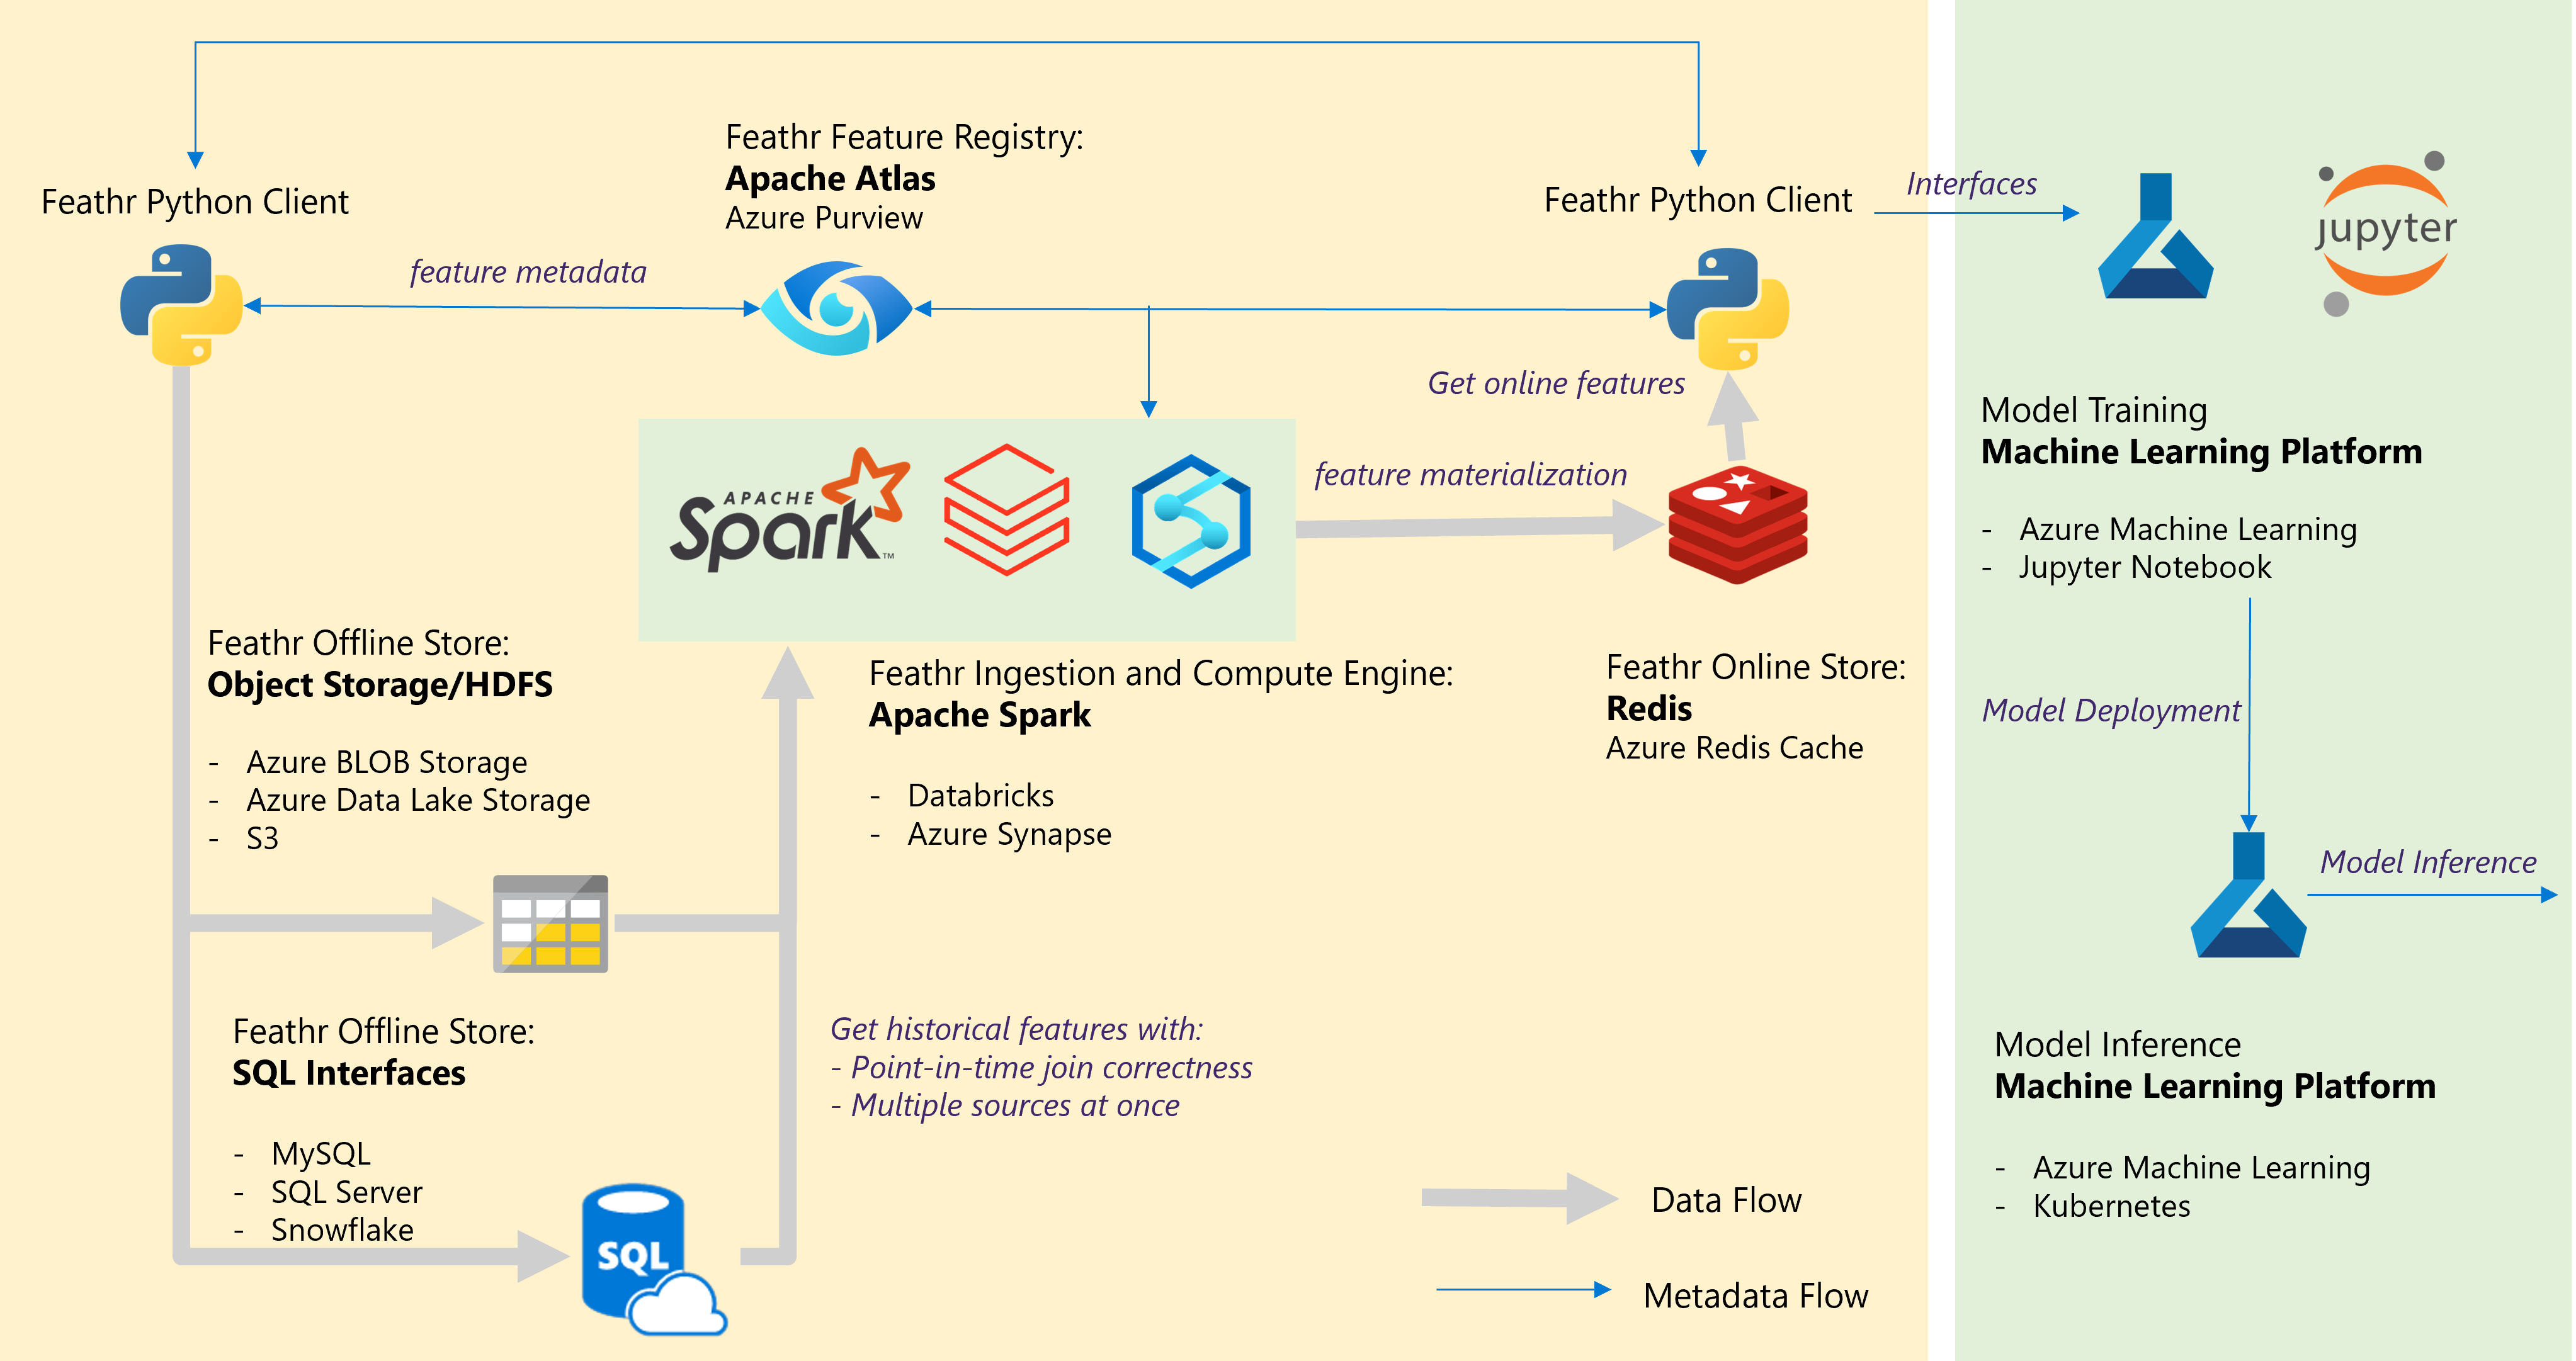 Feathr Python Client
feature metadata
Feathr Feature Registry:
Apache Atlas
Azure Purview
Feathr Python Client
Interfaces
jupyter
Get online features
APACHE
Spark™
feature materialization
Feathr Offline Store:
Object Storage/HDFS
- Azure BLOB Storage
- Azure Data Lake Storage
- S3
Feathr Ingestion and Compute Engine:
Apache Spark
- Databricks
- Azure Synapse
Feathr Online Store:
Redis
Azure Redis Cache
Feathr Offline Store:
SQL Interfaces
- MySQL
- SQL Server
- Snowflake
SQL
Get historical features with:
- Point-in-time join correctness
- Multiple sources at once
Data Flow
Metadata Flow
Model Training
Machine Learning Platform
- Azure Machine Learning
- Jupyter Notebook
Model Deployment
Model Inference
Model Inference
Machine Learning Platform
- Azure Machine Learning
- Kubernetes